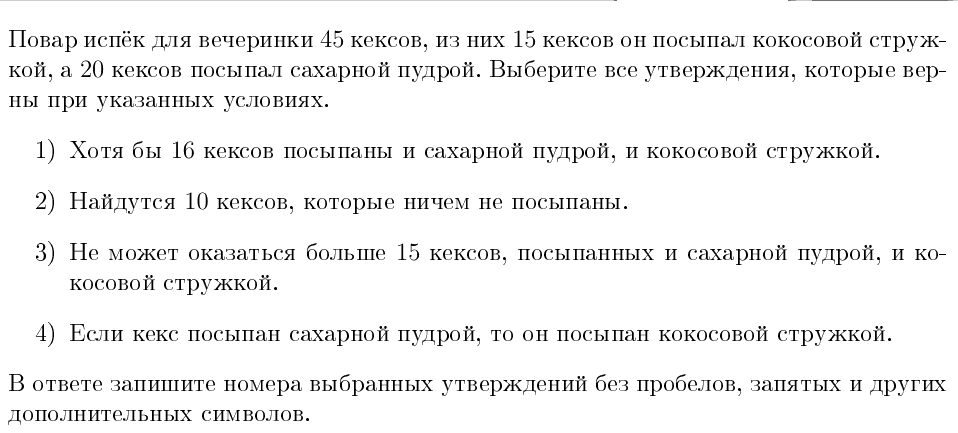 Повар испёк для вечеринки 45 кексов, из них 15 кексов он посыпал кокосовой струж-
кой, а 20 кексов посыпал сахарной пудрой. Выберите все утверждения, которые вер-
ны при указанных условиях.
1) Хотя бы 16 кексов посыпаны и сахарной пудрой, и кокосовой стружкой.
2) Найдутся 10 кексов, которые ничем не посыпаны.
3) Не может оказаться больше 15 кексов, посыпанных и сахарной пудрой, и ко-
косовой стружкой.
4) Если кекс посыпан сахарной пудрой, то он посыпан кокосовой стружкой.
В ответе запишите номера выбранных утверждений без пробелов, запятых и других
дополнительных символов.